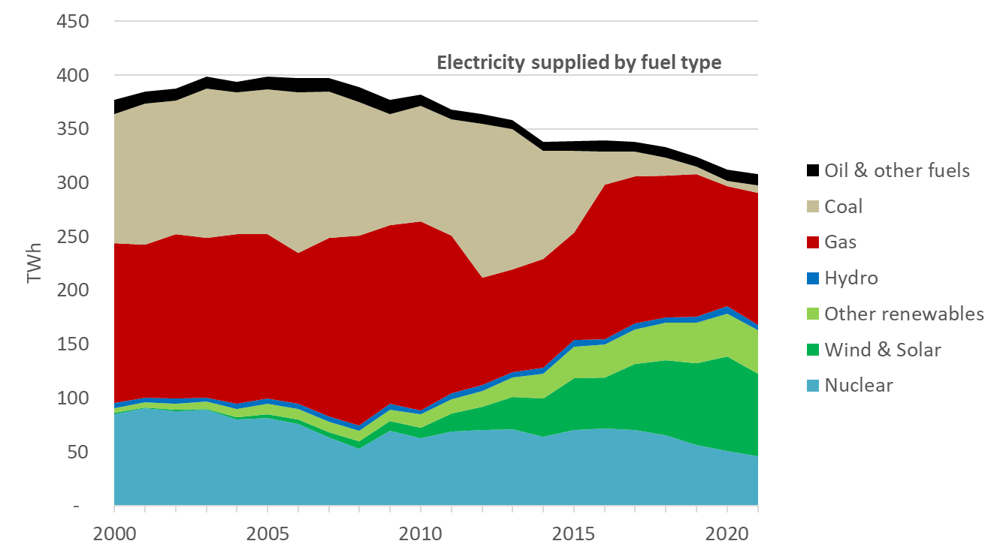 Electricity supplied by fuel type
TWh
450
400
350
300
250
200
150
100
50
-
2000
2005
2010
2015
2020
Oil & other fuels
Coal
Gas
Hydro
Other renewables
Wind & Solar
Nuclear